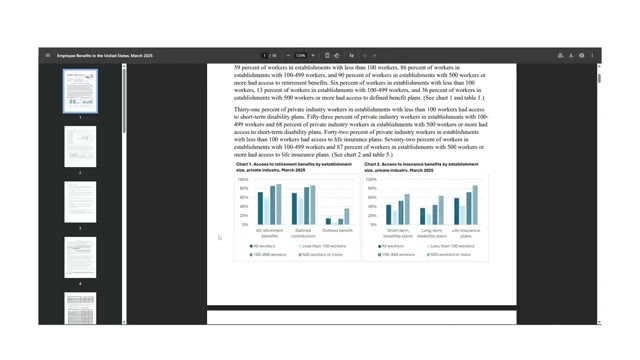 Employee Benefits in the United States, March 2025
1 / 16
125%
59 percent of workers in establishments with less than 100 workers, 86 percent of workers in
establishments with 100-499 workers, and 90 percent of workers in establishments with 500 workers or
more had access to retirement benefits. Six percent of workers in establishments with less than 100
workers, 13 percent of workers in establishments with 100-499 workers, and 36 percent of workers in
establishments with 500 workers or more had access to defined benefit plans. (See chart 1 and table 1.)
Thirty-one percent of private industry workers in establishments with less than 100 workers had access
to short-term disability plans. Fifty-three percent of private industry workers in establishments with 100-
499 workers and 68 percent of private industry workers in establishments with 500 workers or more had
access to short-term disability plans. Forty-two percent of private industry workers in establishments
with less than 100 workers had access to life insurance plans. Seventy-two percent of workers in
establishments with 100-499 workers and 87 percent of workers in establishments with 500 workers or
more had access to life insurance plans. (See chart 2 and table 5.)
Chart 1. Access to retirement benefits by establishment
size, private industry, March 2025
100%
80%
60%
40%
20%
0%
All retirement
benefits
Defined
contribution
Defined benefit
All workers
Less than 100 workers
100-499 workers
500 workers or more
Chart 2. Access to insurance benefits by establishment
size, private industry, March 2025
100%
80%
60%
40%
20%
0%
Short-term
disability plans
Long-term
disability plans
Life insurance
plans
All workers
Less than 100 workers
100-499 workers
500 workers or more
1
2
3
4